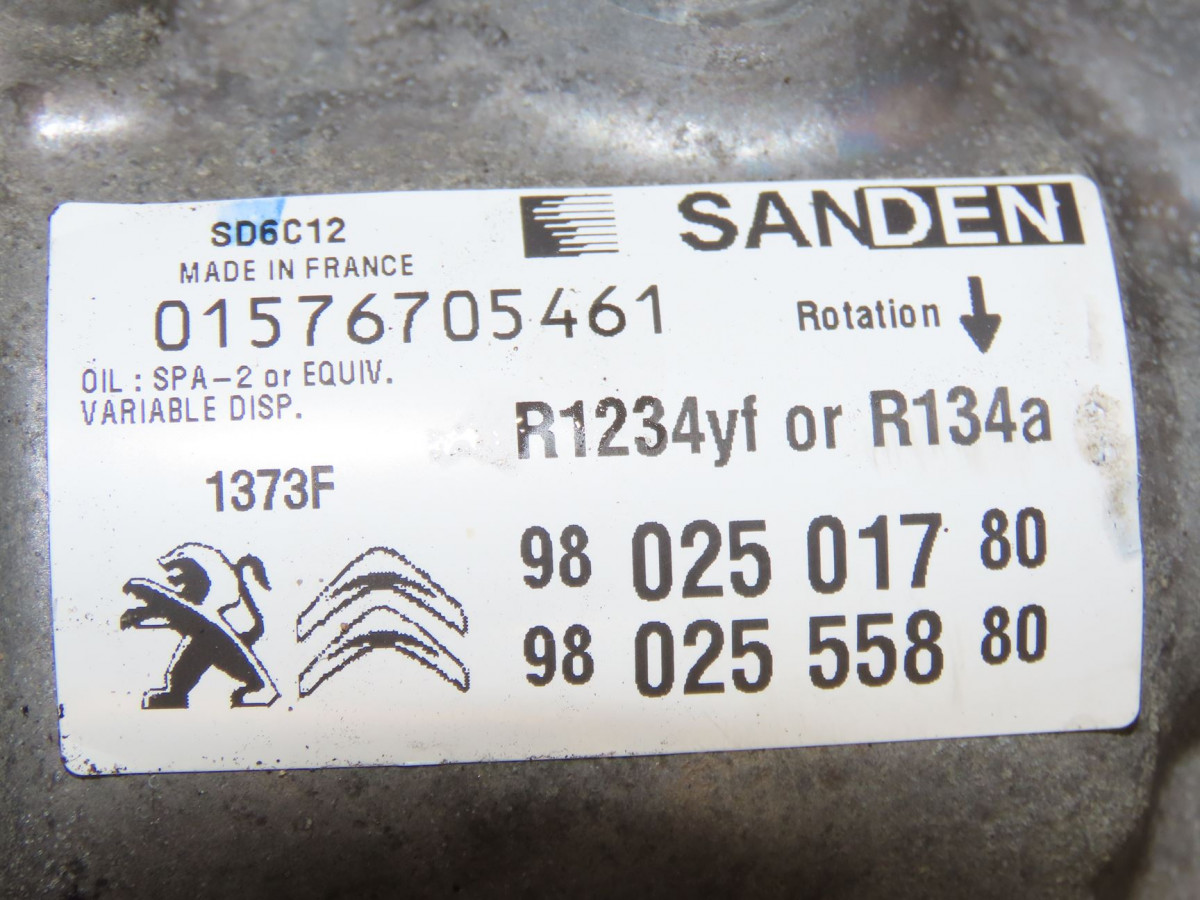 SD6C12
SANDEN
MADE IN FRANCE
01576705461
Rotation
OIL : SPA-2 or EQUIV.
VARIABLE DISP.
R1234yf or R134a
1373F
98 025 017 80
98 025 558 80